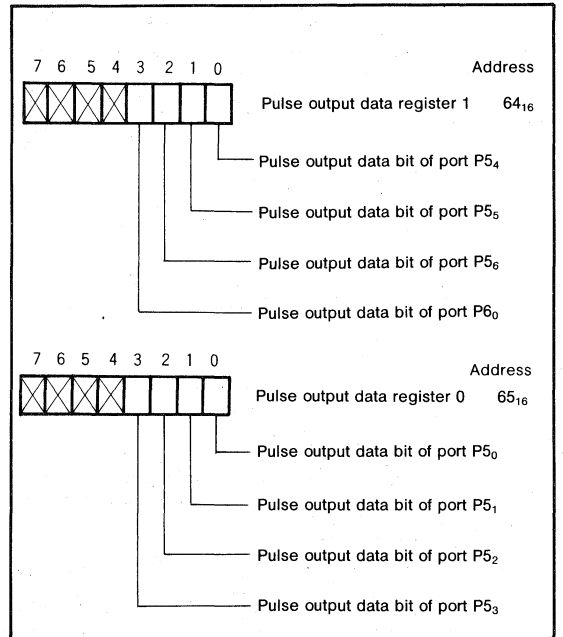 7 6 5 4 3 2 1 0 Address
Pulse output data register 1 64₁₆
Pulse output data bit of port P5₄
Pulse output data bit of port P5₅
Pulse output data bit of port P5₆
Pulse output data bit of port P6₀
7 6 5 4 3 2 1 0 Address
Pulse output data register 0 65₁₆
Pulse output data bit of port P5₀
Pulse output data bit of port P5₁
Pulse output data bit of port P5₂
Pulse output data bit of port P5₃